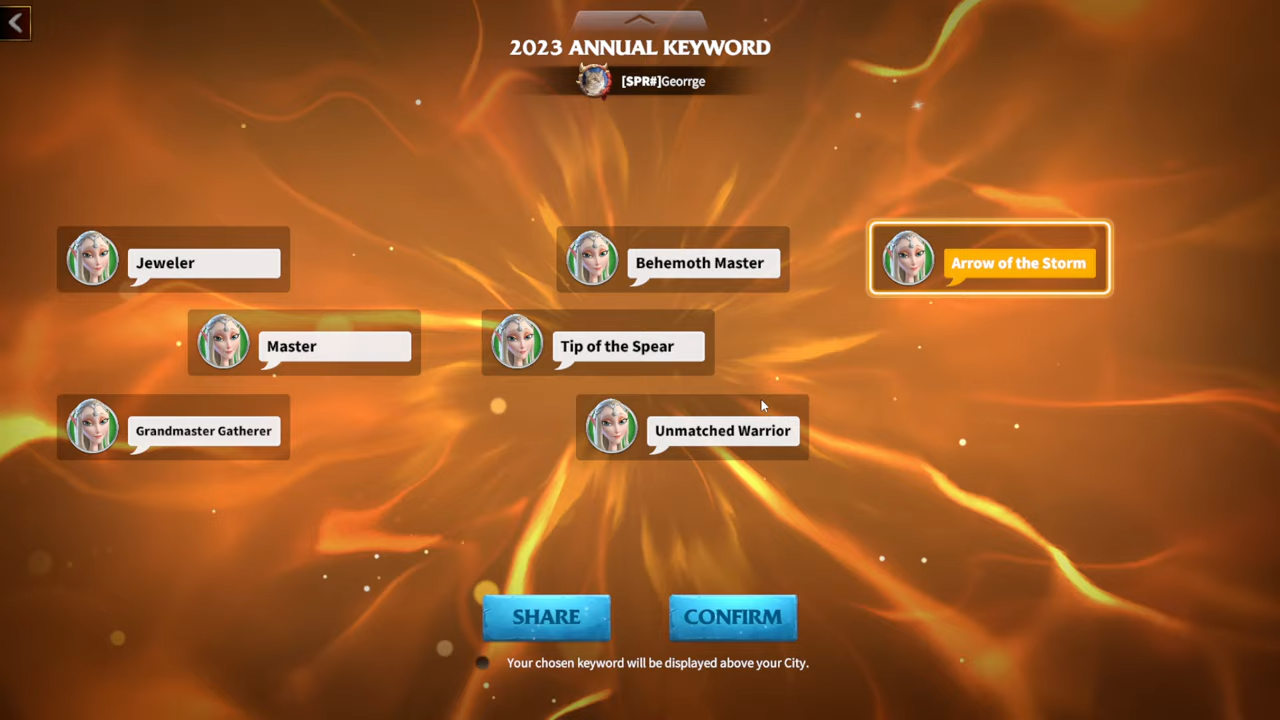 2023 ANNUAL KEYWORD
[SPR#]Georrge
Jeweler
Behemoth Master
Arrow of the Storm
Master
Tip of the Spear
Grandmaster Gatherer
Unmatched Warrior
SHARE
CONFIRM
Your chosen keyword will be displayed above your City.